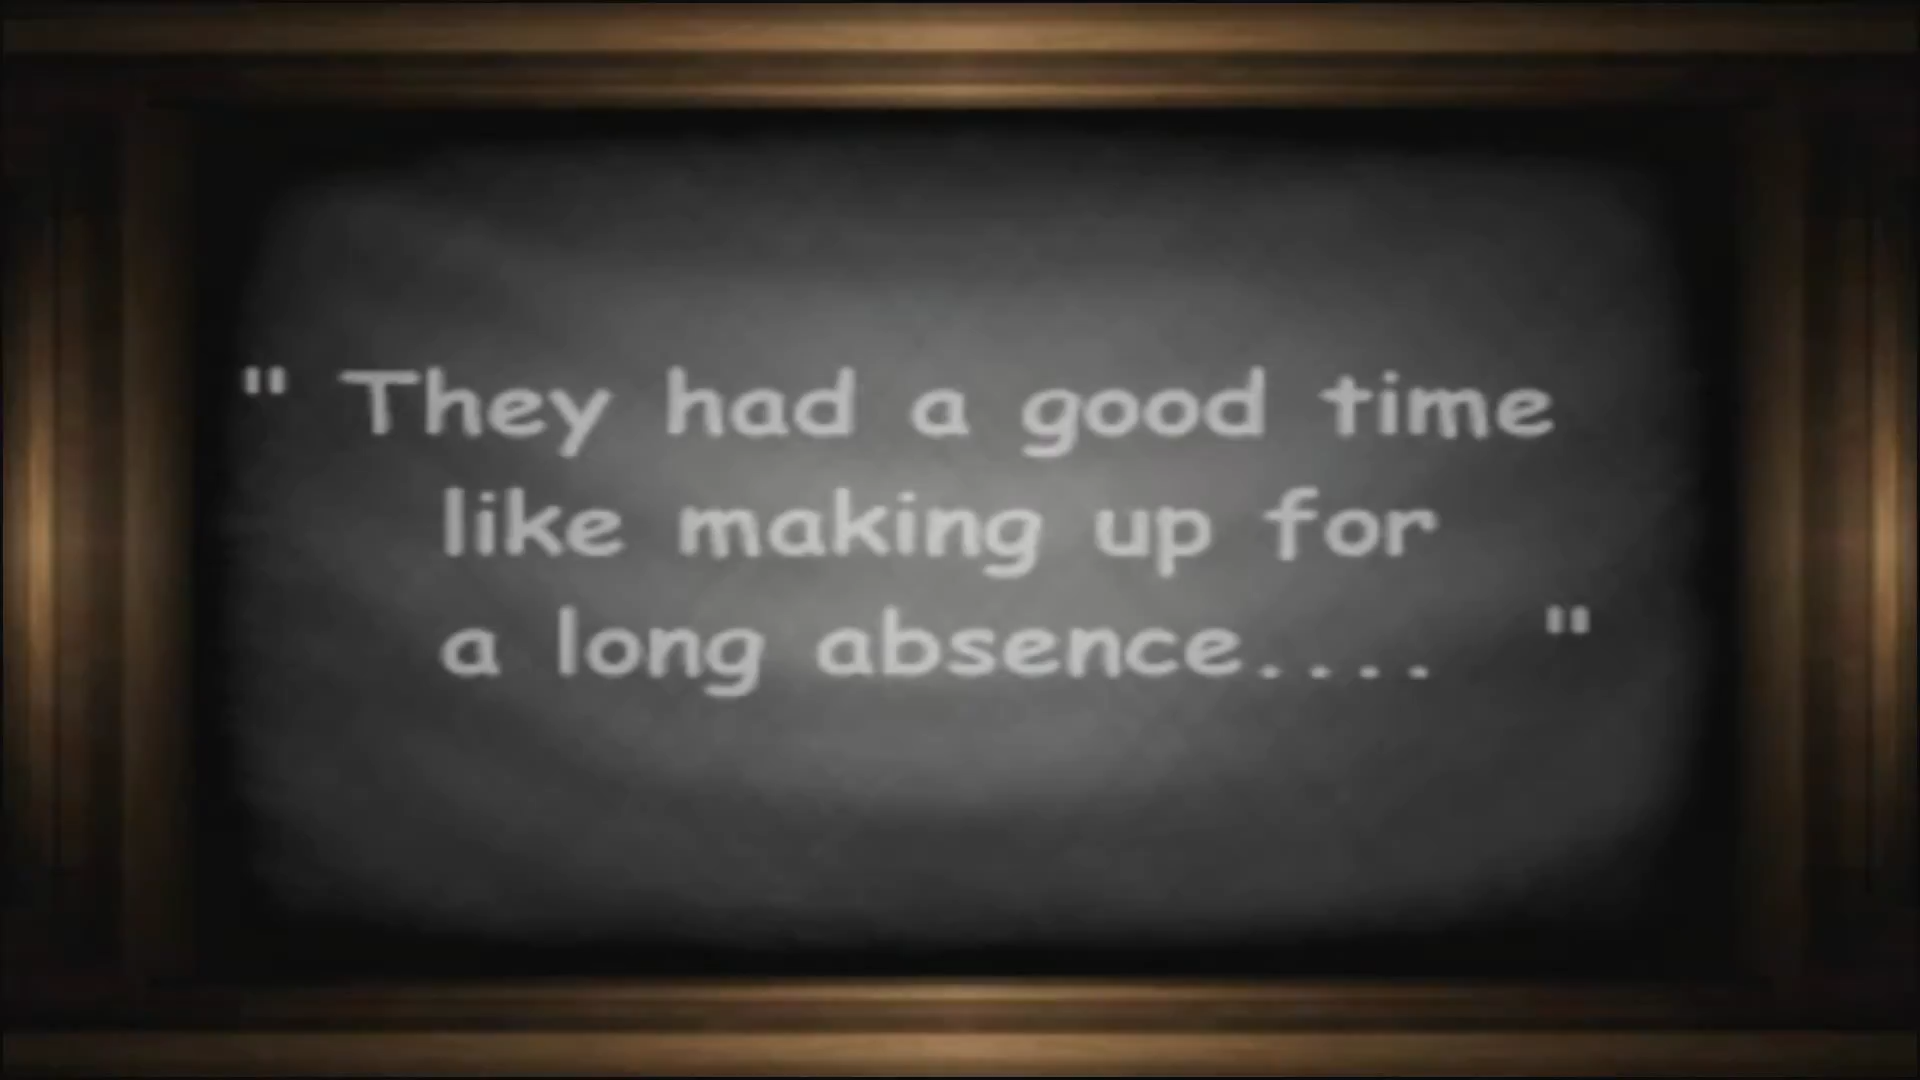 " They had a good time
like making up for
a long absence.... "